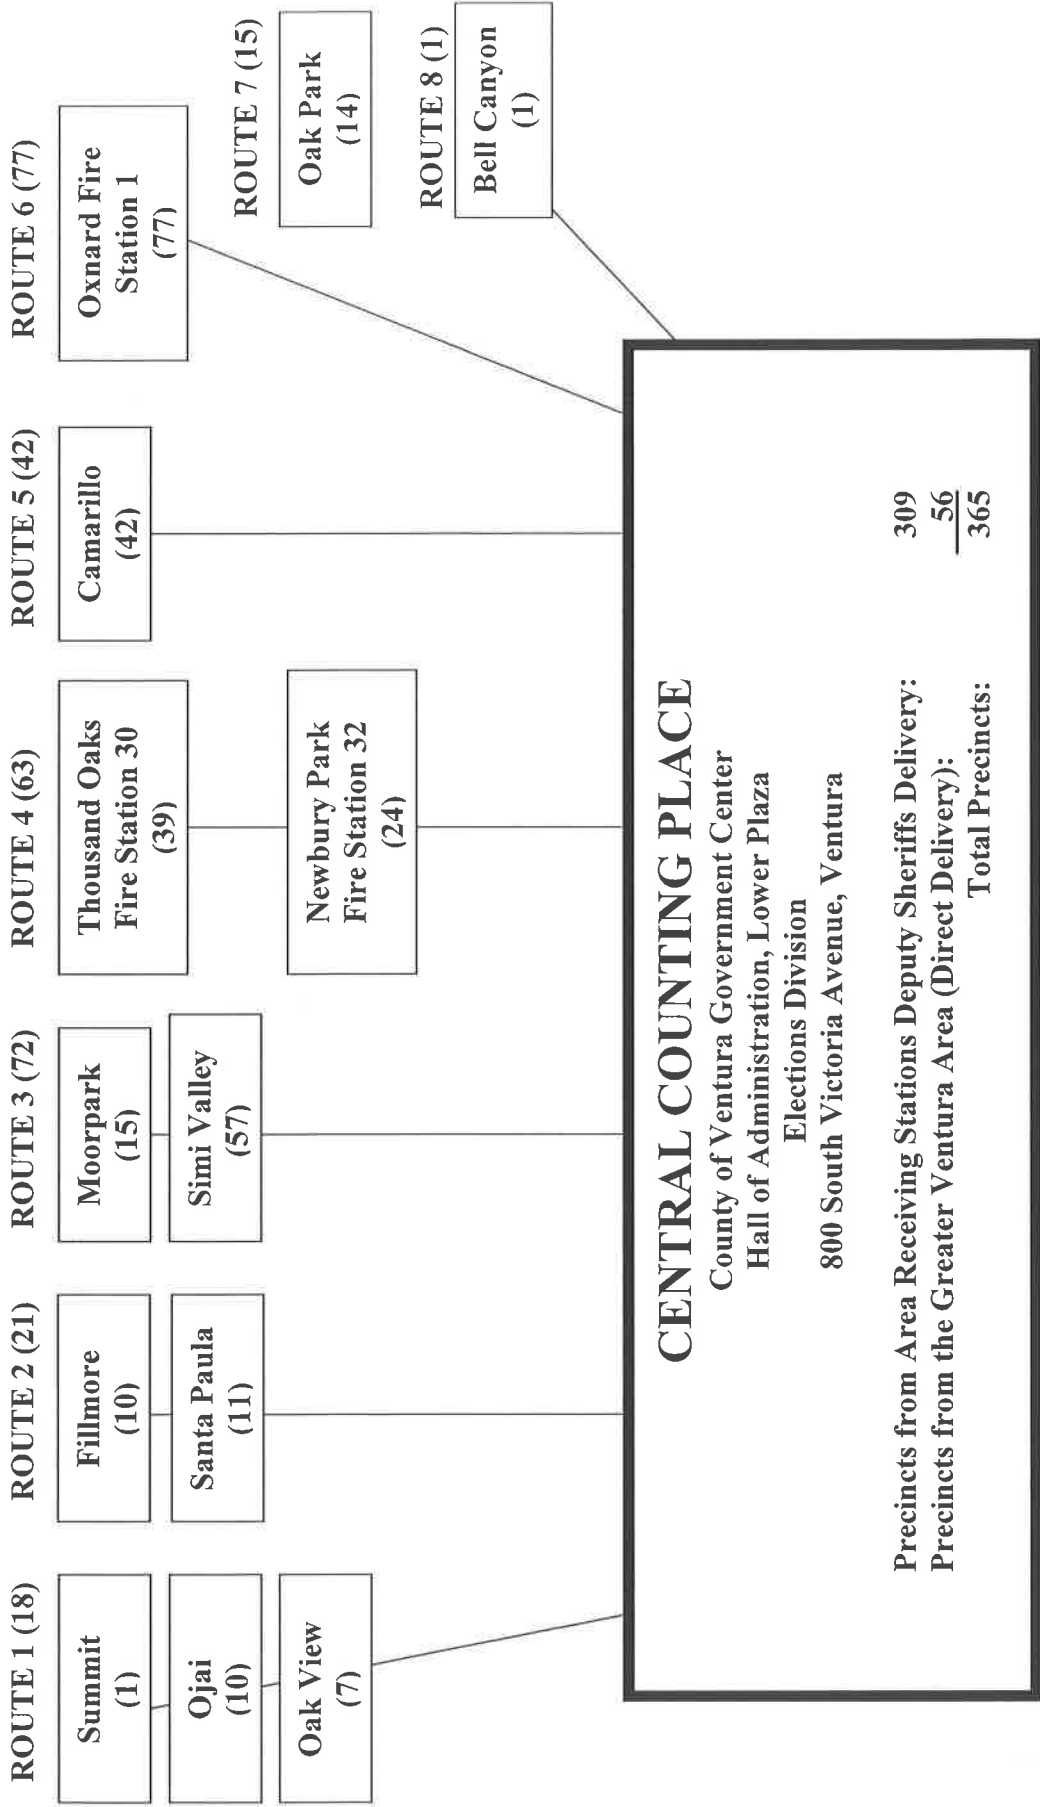 ROUTE 1 (18)
Summit
(1)
Ojai
(10)
Oak View
(7)
ROUTE 2 (21)
Fillmore
(10)
Santa Paula
(11)
ROUTE 3 (72)
Moorpark
(15)
Simi Valley
(57)
ROUTE 4 (63)
Thousand Oaks
Fire Station 30
(39)
Newbury Park
Fire Station 32
(24)
ROUTE 5 (42)
Camarillo
(42)
ROUTE 6 (77)
Oxnard Fire
Station 1
(77)
ROUTE 7 (15)
Oak Park
(14)
ROUTE 8 (1)
Bell Canyon
(1)
CENTRAL COUNTING PLACE
County of Ventura Government Center
Hall of Administration, Lower Plaza
Elections Division
800 South Victoria Avenue, Ventura
Precincts from Area Receiving Stations Deputy Sheriffs Delivery: 309
Precincts from the Greater Ventura Area (Direct Delivery): 56
Total Precincts: 365